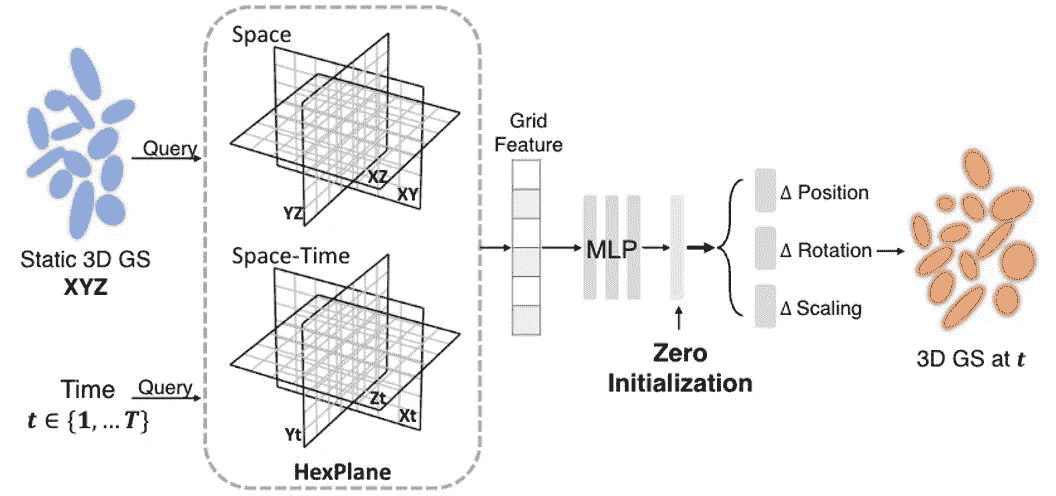 Space
Query
YZ
XZ
XY
Static 3D GS
XYZ
Space-Time
Time
t ∈ {1, ... T}
Query
Yt
Zt
Xt
HexPlane
Grid
Feature
MLP
Zero
Initialization
Δ Position
Δ Rotation
Δ Scaling
3D GS at t